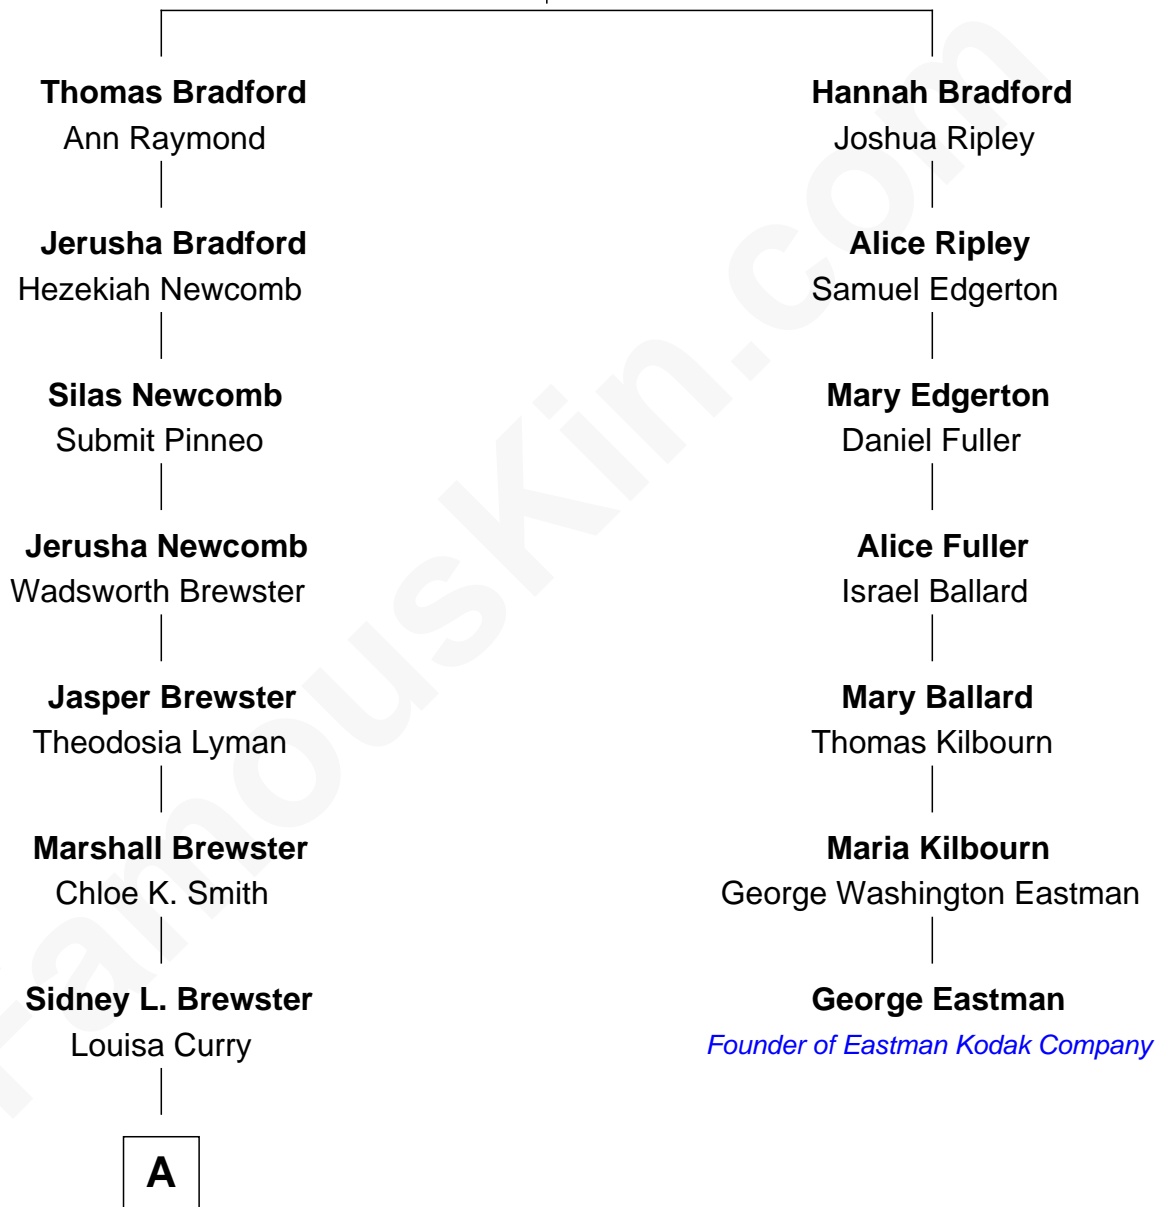 Thomas Bradford
Ann Raymond
Hannah Bradford
Joshua Ripley
Jerusha Bradford
Hezekiah Newcomb
Alice Ripley
Samuel Edgerton
Silas Newcomb
Submit Pinneo
Mary Edgerton
Daniel Fuller
Jerusha Newcomb
Wadsworth Brewster
Alice Fuller
Israel Ballard
Jasper Brewster
Theodosia Lyman
Mary Ballard
Thomas Kilbourn
Marshall Brewster
Chloe K. Smith
Maria Kilbourn
George Washington Eastman
Sidney L. Brewster
Louisa Curry
George Eastman
Founder of Eastman Kodak Company
A
FamousKin.com